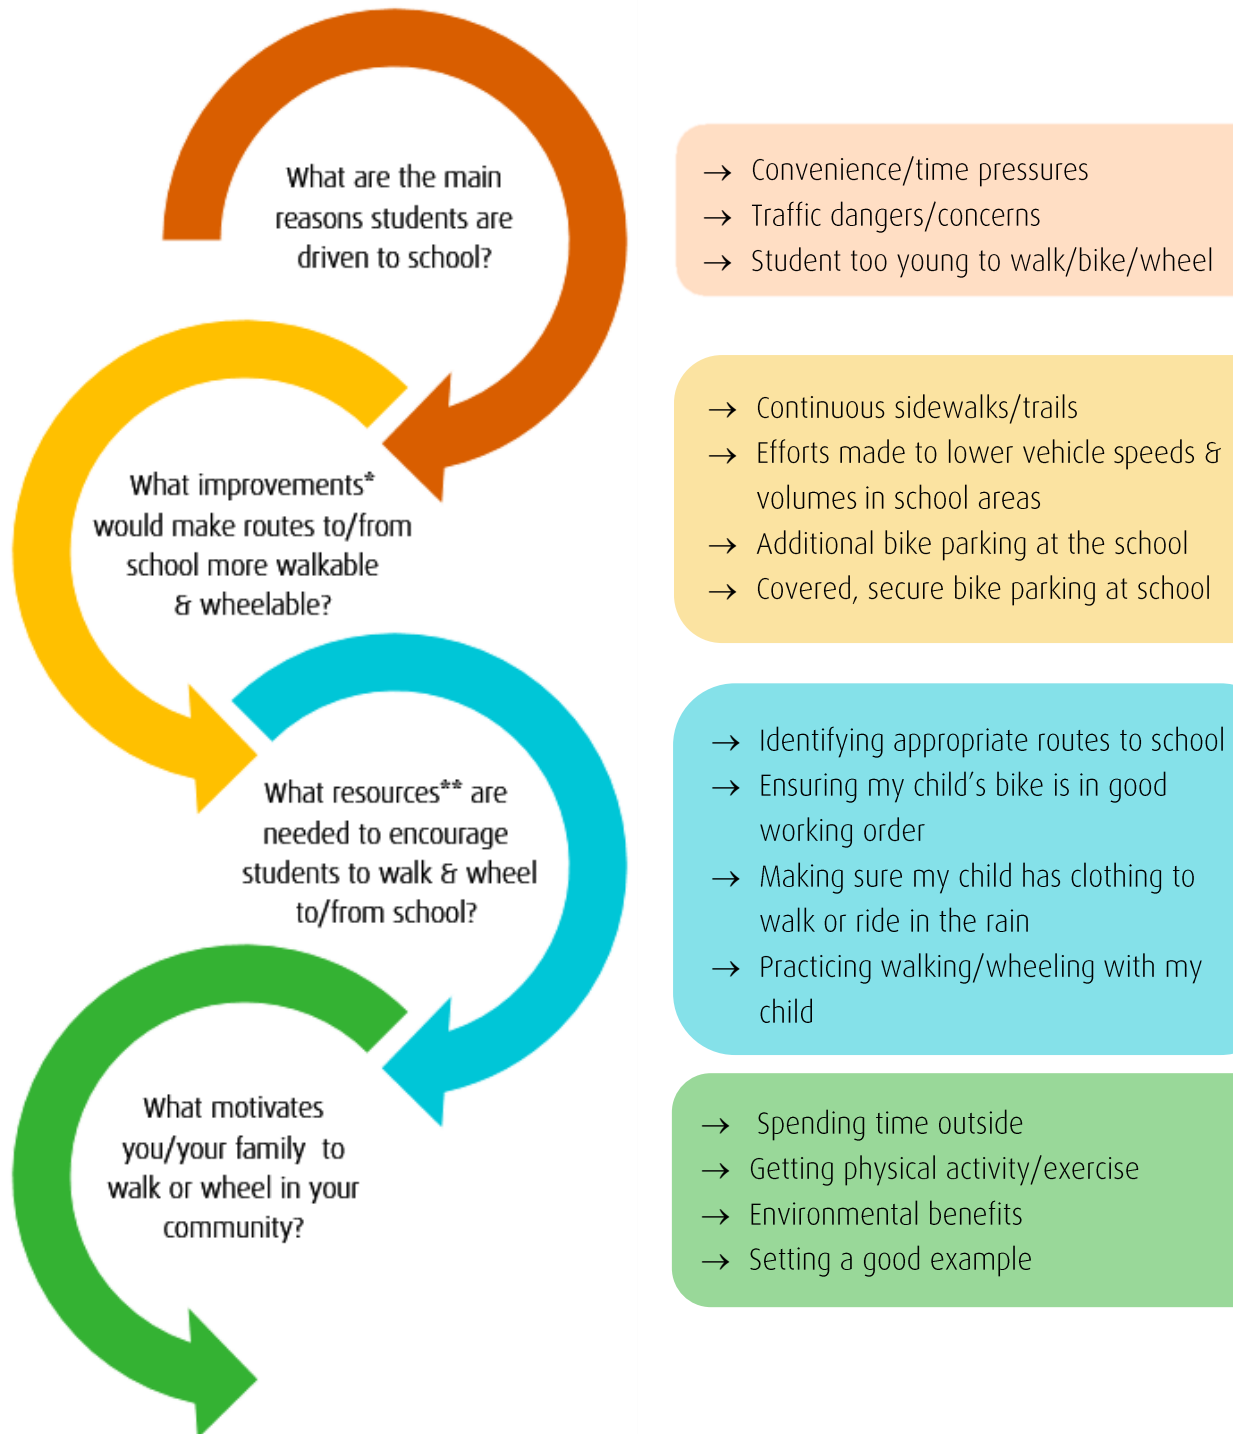 What are the main
reasons students are
driven to school?
→ Convenience/time pressures
→ Traffic dangers/concerns
→ Student too young to walk/bike/wheel
What improvements*
would make routes to/from
school more walkable
& wheelable?
→ Continuous sidewalks/trails
→ Efforts made to lower vehicle speeds &
volumes in school areas
→ Additional bike parking at the school
→ Covered, secure bike parking at school
What resources** are
needed to encourage
students to walk & wheel
to/from school?
→ Identifying appropriate routes to school
→ Ensuring my child's bike is in good
working order
→ Making sure my child has clothing to
walk or ride in the rain
→ Practicing walking/wheeling with my
child
What motivates
you/your family to
walk or wheel in your
community?
→ Spending time outside
→ Getting physical activity/exercise
→ Environmental benefits
→ Setting a good example